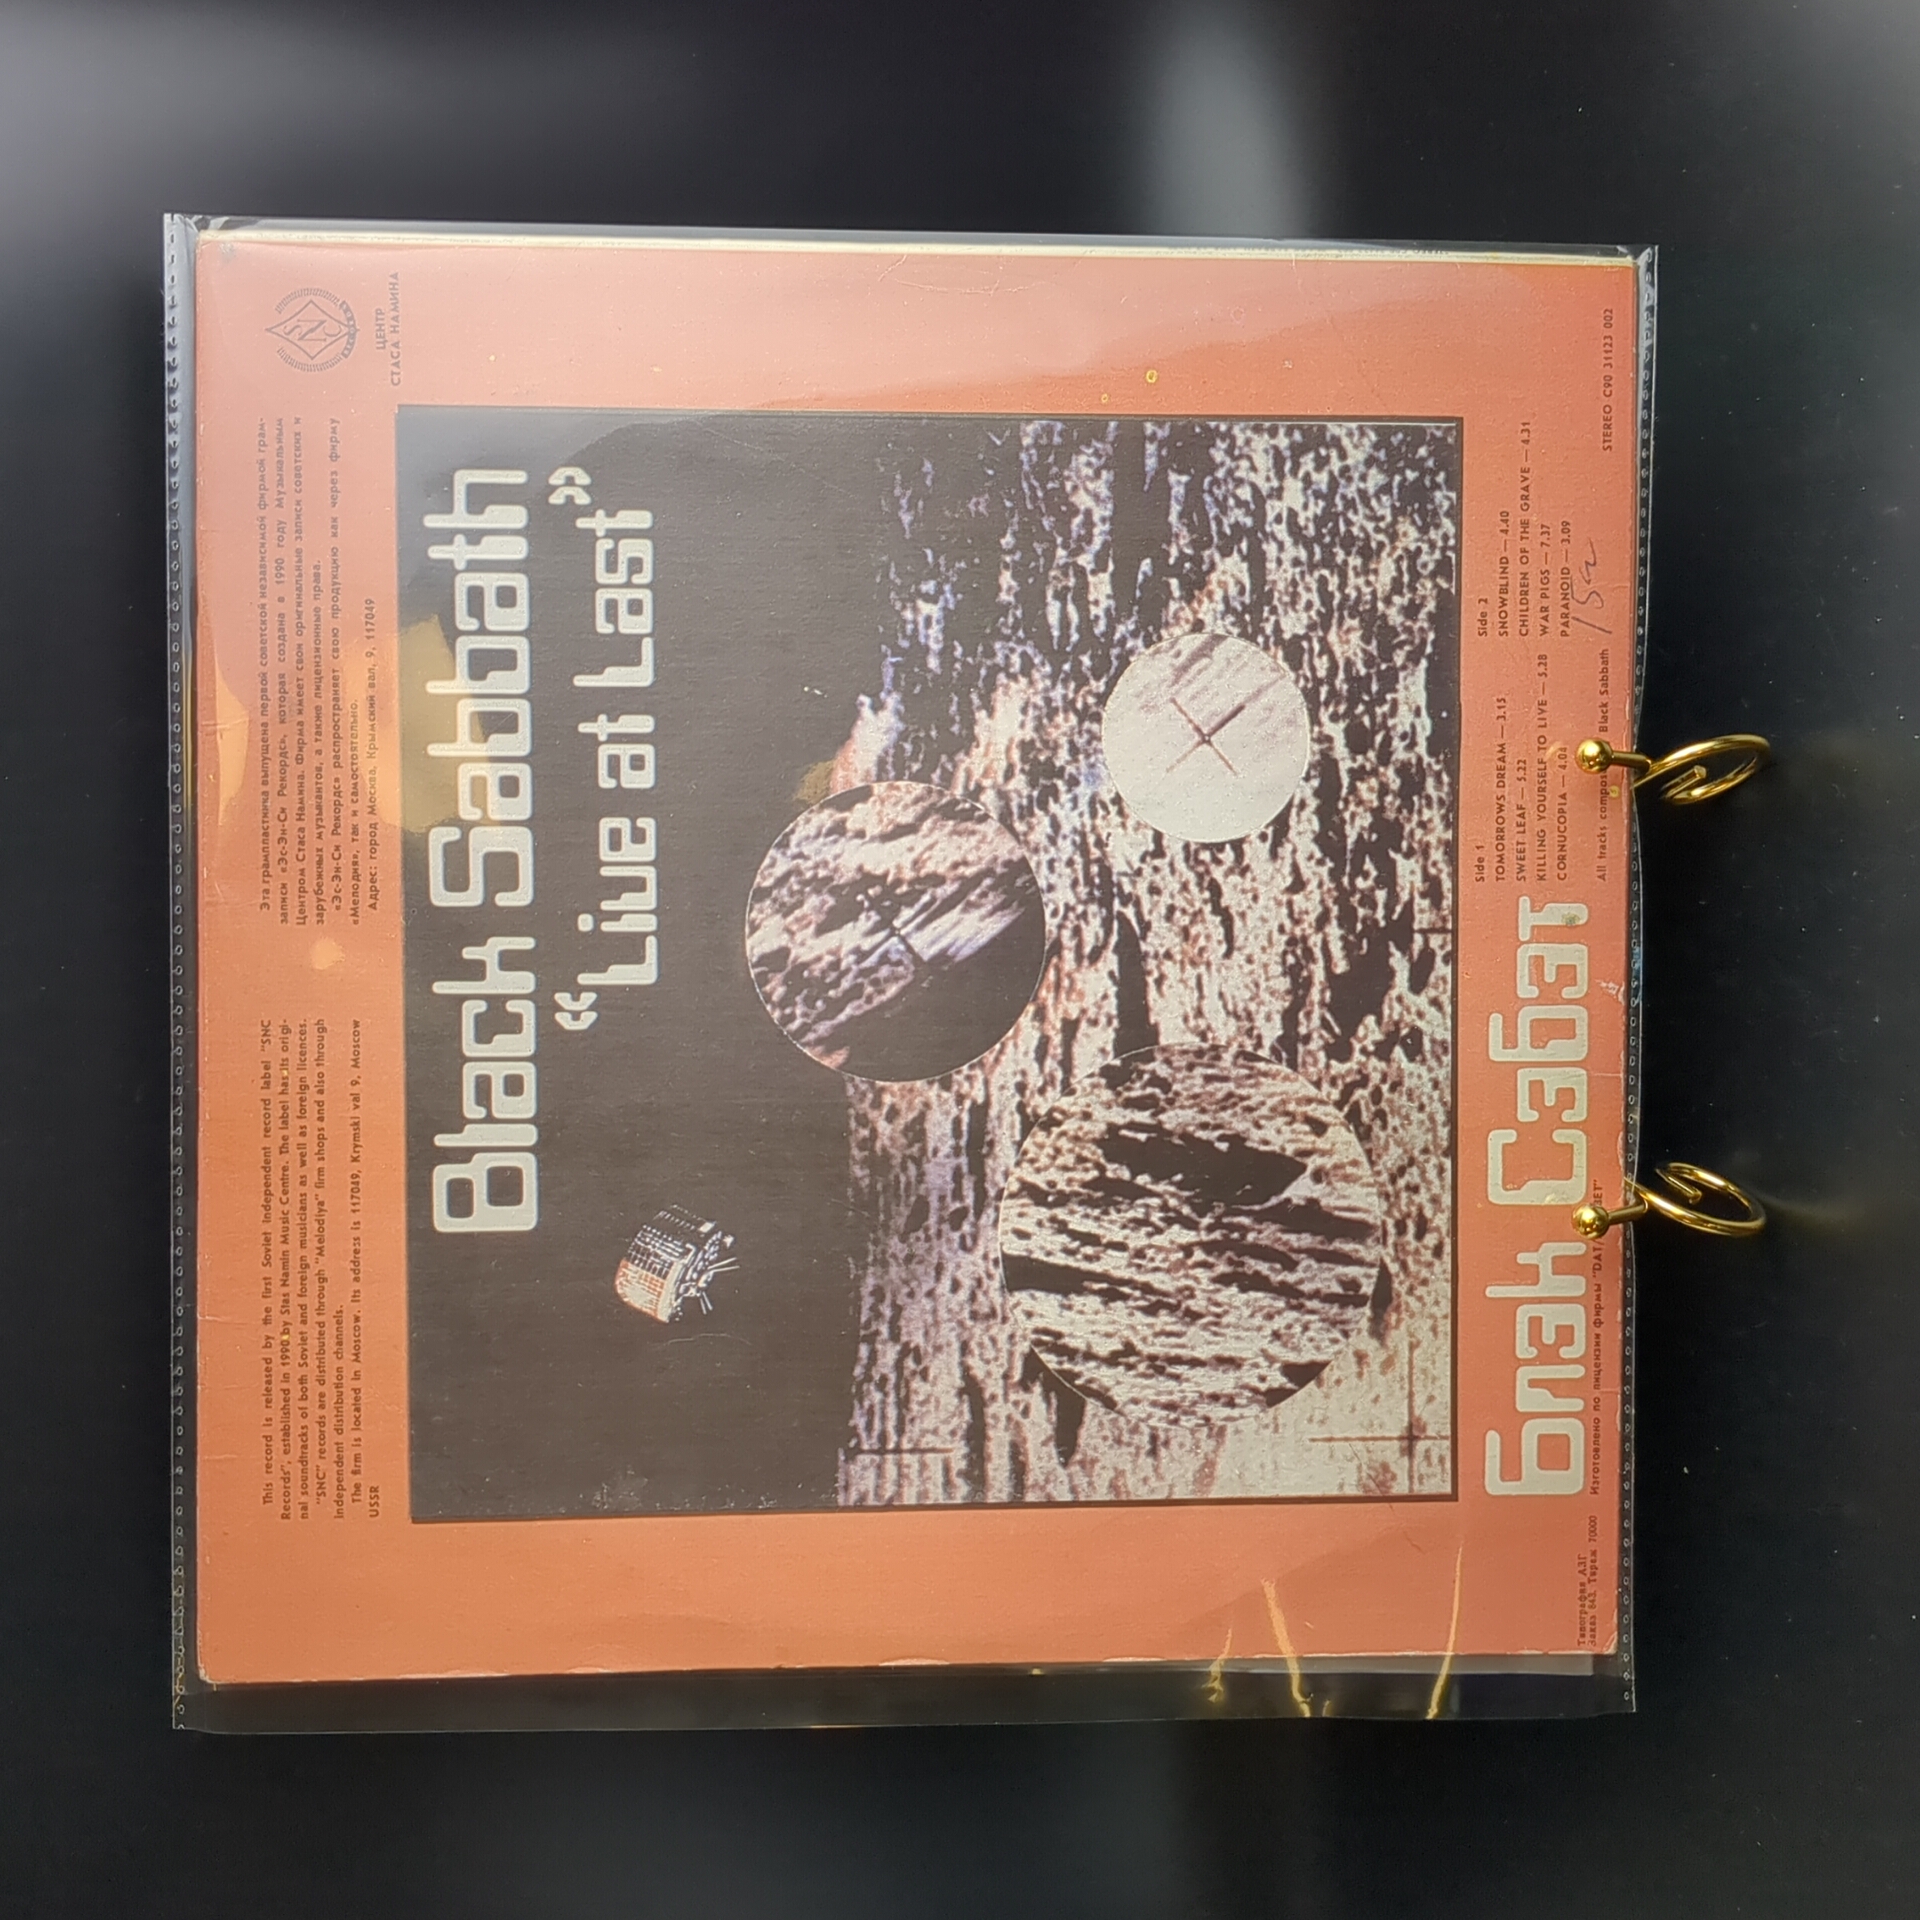 This record is released by the first Soviet independent record label "SNC
Records", established in 1990 by Stas Namin Music Centre. The label has its origi-
nal soundtracks of both Soviet and foreign musicians as well as foreign licences.
"SNC" records are distributed through "Melodiya" firm shops and also through
independent distribution channels.
The firm is located in Moscow. Its address is 117049, Krymski val 9, Moscow
USSR
Эта грампластинка выпущена первой советской независимой фирмой грам-
записи «Эс-Эн-Си Рекордс», которая создана в 1990 году Музыкальным
Центром Стаса Намина. Фирма имеет свои оригинальные записи советских и
зарубежных музыкантов, а также лицензионные права.
«Эс-Эн-Си Рекордс» распространяет свою продукцию как через фирму
«Мелодия», так и самостоятельно.
Адрес: город Москва, Крымский вал, 9, 117049
SNC
ЦЕНТР
СТАСА НАМИНА
Black Sabbath
“Live at Last”
Блэк Сэбэт
Side 1
TOMORROWS DREAM — 3.15
SWEET LEAF — 5.22
KILLING YOURSELF TO LIVE — 5.28
CORNUCOPIA — 4.04
Side 2
SNOWBLIND — 4.40
CHILDREN OF THE GRAVE — 4.31
WAR PIGS — 7.37
PARANOID — 3.09
All tracks Black Sabbath
STEREO C90 31123 002
Типография АЗГ
Заказ 643. Тираж 70000
Изготовлено по лицензии фирмы